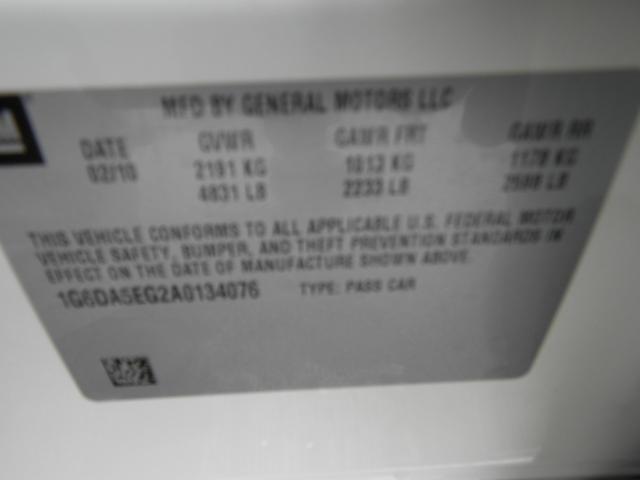 MFD BY GENERAL MOTORS LLC
DATE GVWR GAWR FRT GAWR RR
02/10 2191 KG 1013 KG 1178 KG
4831 LB 2233 LB 2598 LB
THIS VEHICLE CONFORMS TO ALL APPLICABLE U.S. FEDERAL MOTOR
VEHICLE SAFETY, BUMPER, AND THEFT PREVENTION STANDARDS IN
EFFECT ON THE DATE OF MANUFACTURE SHOWN ABOVE.
1G6DA5EG2A0134076 TYPE: PASS CAR